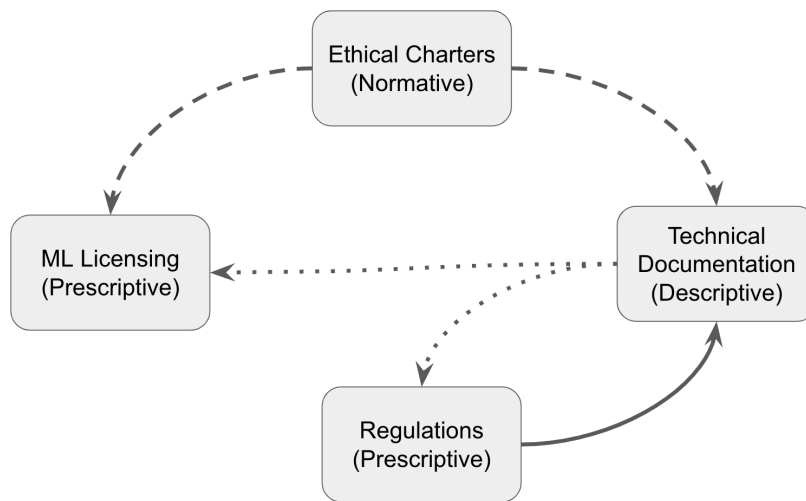 Ethical Charters
(Normative)
ML Licensing
(Prescriptive)
Technical
Documentation
(Descriptive)
Regulations
(Prescriptive)